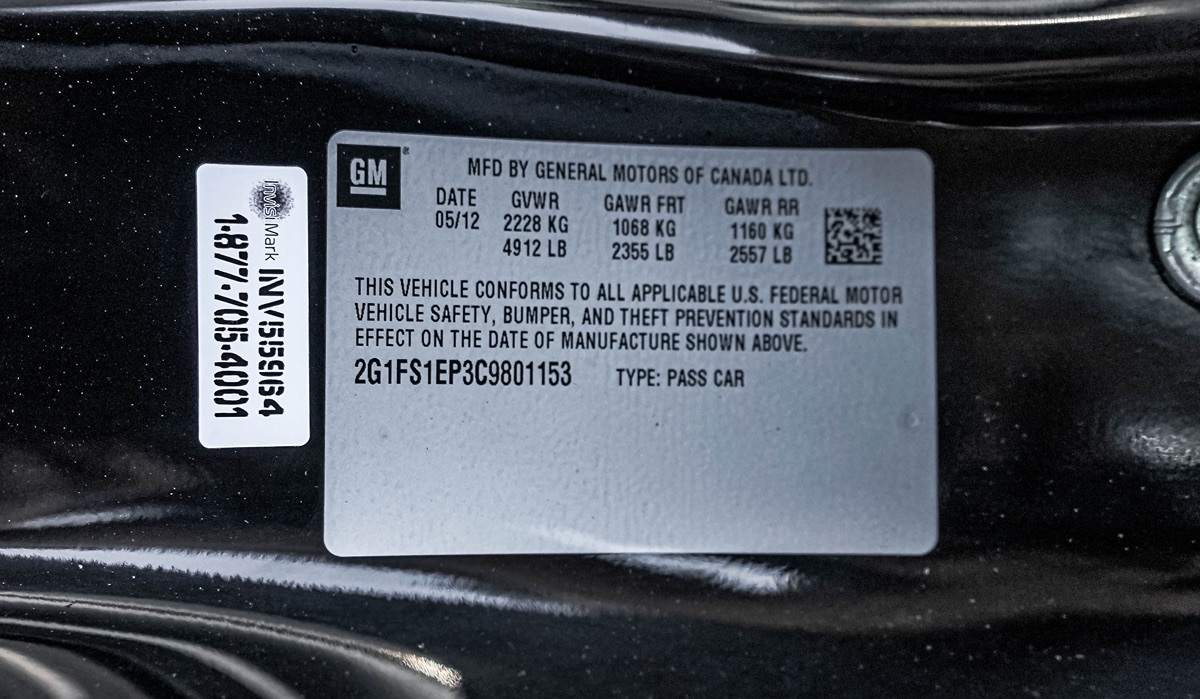 Invisi Mark INV55964
1·877·705·4001
GM®
MFD BY GENERAL MOTORS OF CANADA LTD.
DATE GVWR GAWR FRT GAWR RR
05/12 2228 KG 1068 KG 1160 KG
4912 LB 2355 LB 2557 LB
THIS VEHICLE CONFORMS TO ALL APPLICABLE U.S. FEDERAL MOTOR
VEHICLE SAFETY, BUMPER, AND THEFT PREVENTION STANDARDS IN
EFFECT ON THE DATE OF MANUFACTURE SHOWN ABOVE.
2G1FS1EP3C9801153 TYPE: PASS CAR